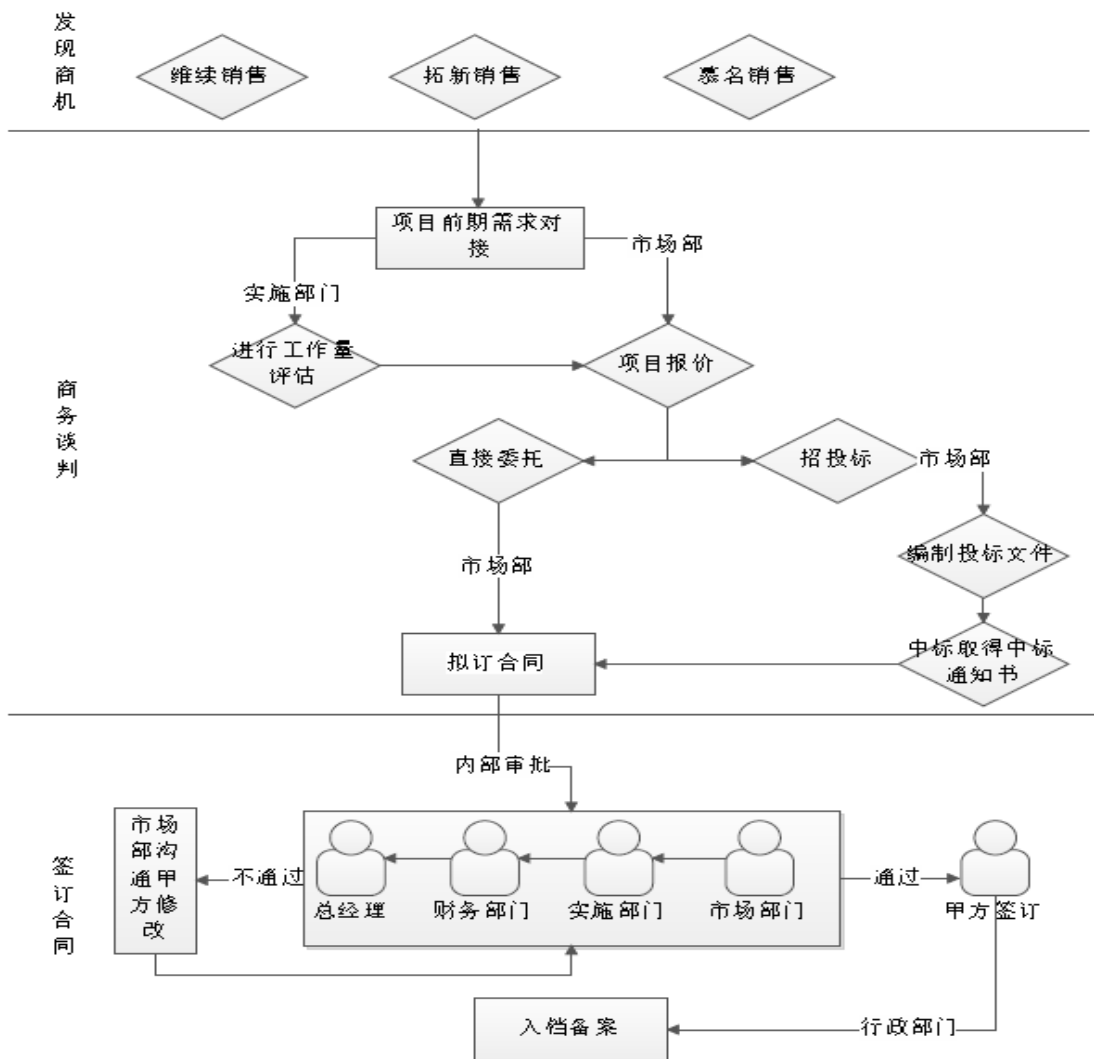 发
现
商
机
维续销售
拓新销售
慕名销售
商
务
谈
判
项目前期需求对
接
市场部
实施部门
进行工作量
评估
项目报价
直接委托
招投标
市场部
编制投标文件
市场部
中标取得中标
通知书
拟订合同
签
订
合
同
内部审批
市场
部沟
通甲
方修
改
不通过
总经理
财务部门
实施部门
市场部门
通过
甲方签订
入档备案
行政部门